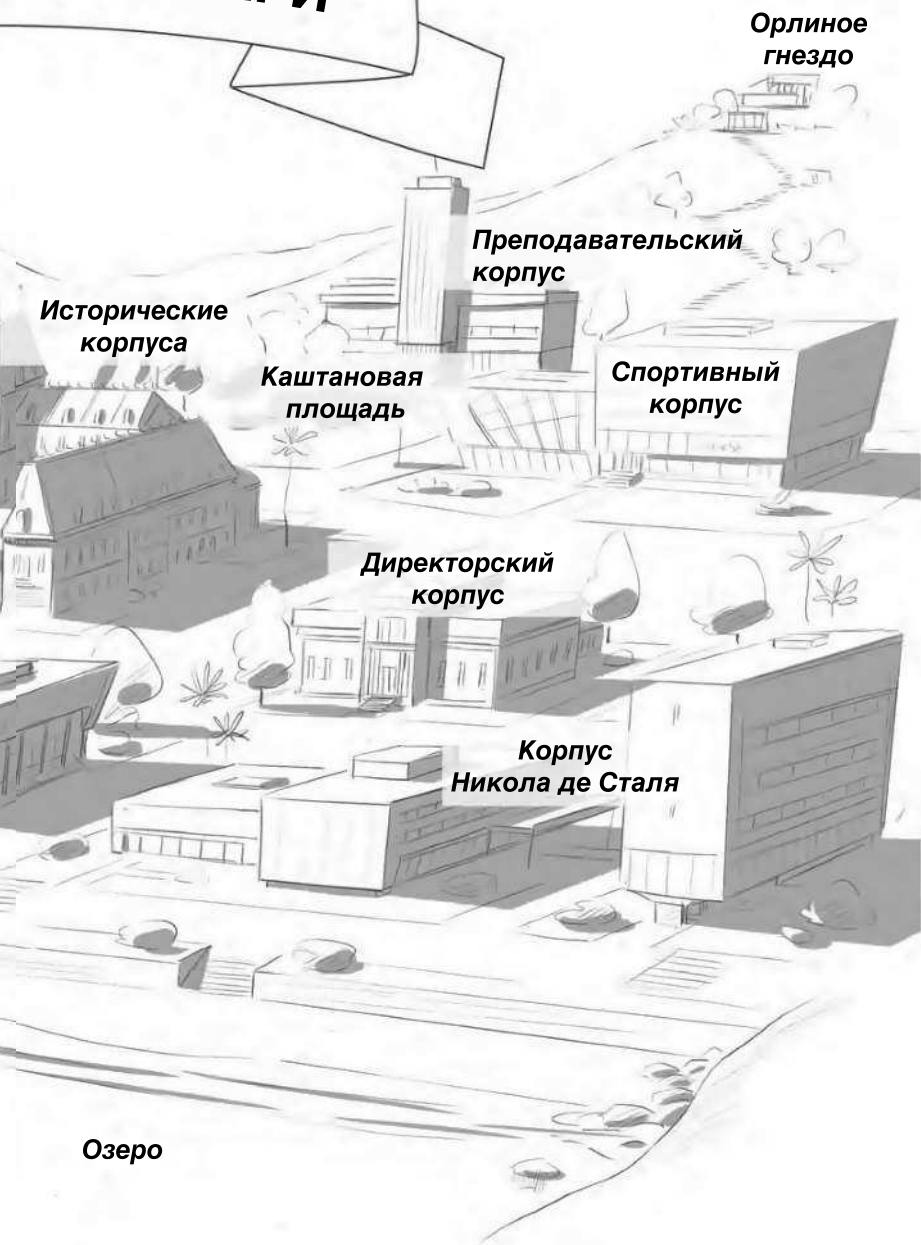 Орлиное
гнездо
Преподавательский
корпус
Исторические
корпуса
Каштановая
площадь
Спортивный
корпус
Директорский
корпус
Корпус
Никола де Сталя
Озеро